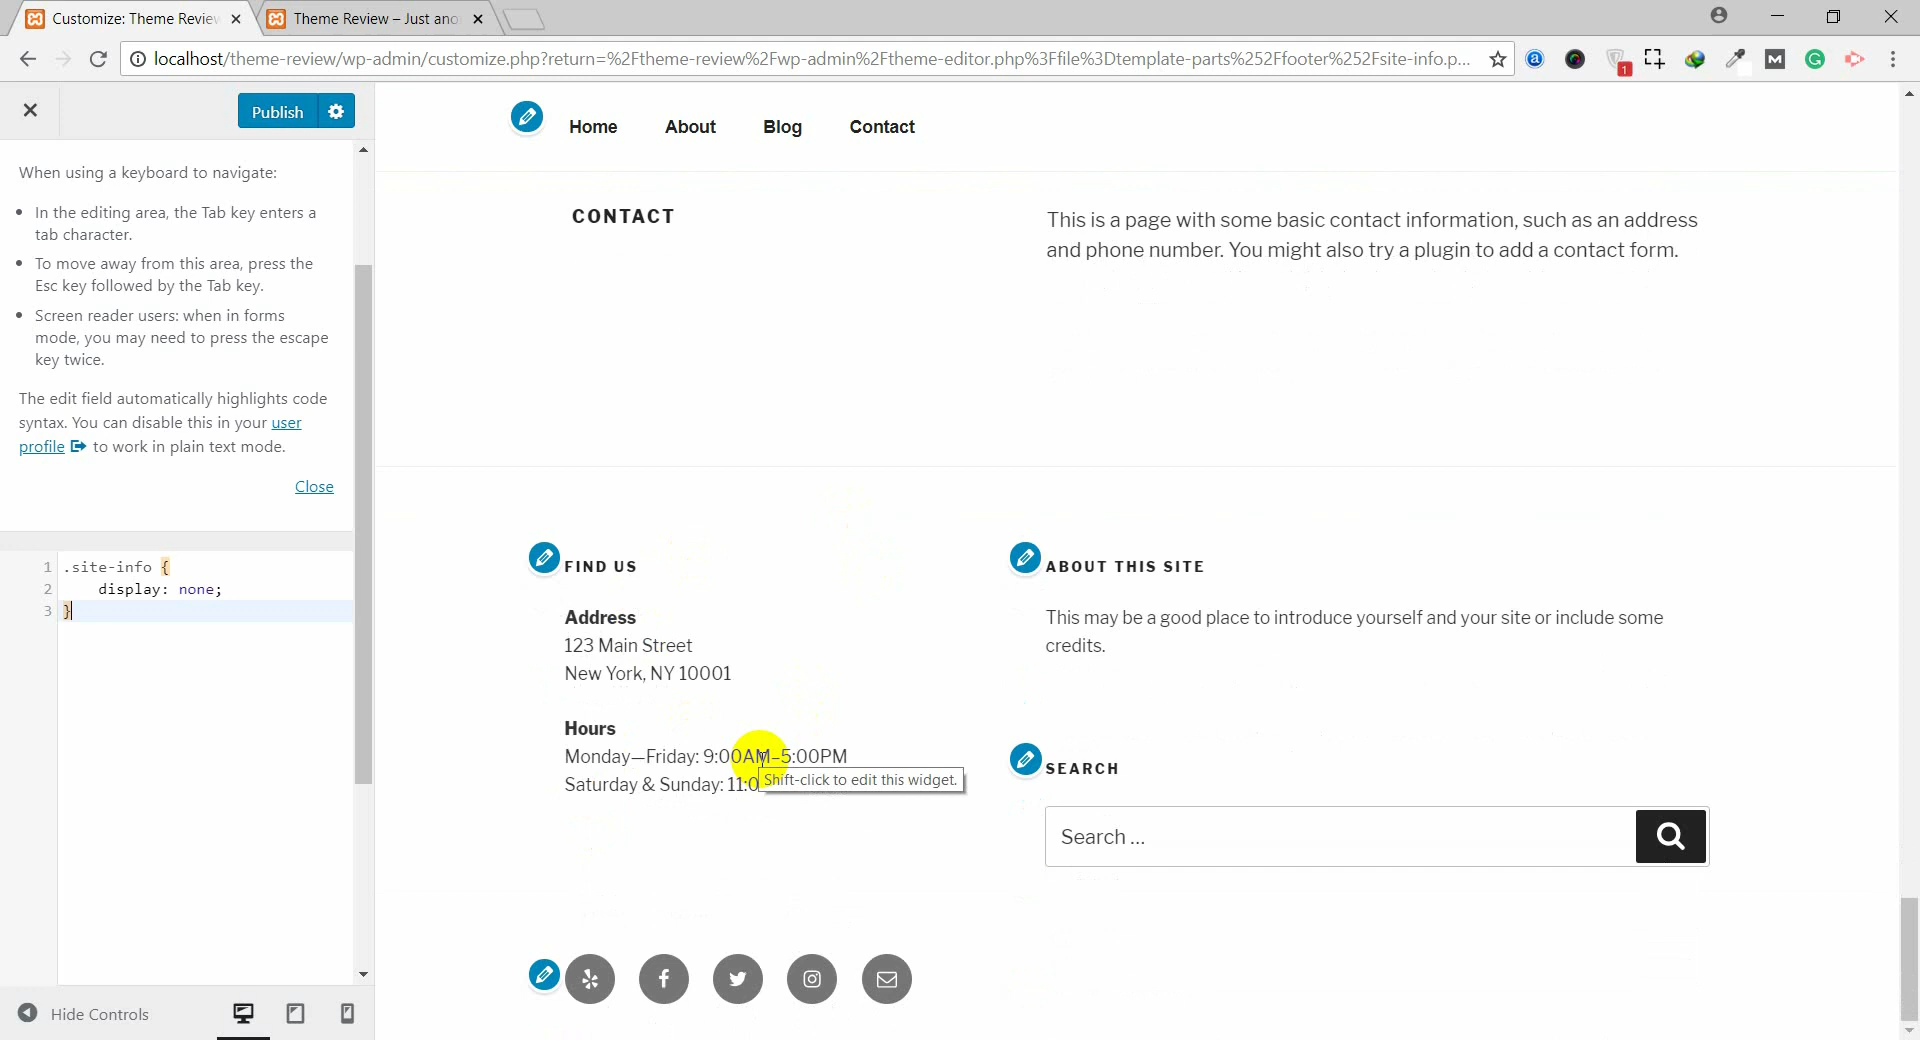 Customize: Theme Review
Theme Review – Just ano
localhost/theme-review/wp-admin/customize.php?return=%2Ftheme-review%2Fwp-admin%2Ftheme-editor.php%3Ffile%3Dtemplate-parts%252Ffooter%252Fsite-info.p...
1
Publish
When using a keyboard to navigate:
In the editing area, the Tab key enters a
tab character.
To move away from this area, press the
Esc key followed by the Tab key.
Screen reader users: when in forms
mode, you may need to press the escape
key twice.
The edit field automatically highlights code
syntax. You can disable this in your user
profile to work in plain text mode.
Close
1 .site-info {
2 display: none;
3 }
Hide Controls
Home About Blog Contact
CONTACT
This is a page with some basic contact information, such as an address
and phone number. You might also try a plugin to add a contact form.
FIND US
Address
123 Main Street
New York, NY 10001
Hours
Monday—Friday: 9:00AM–5:00PM
Saturday & Sunday: 11:0
Shift-click to edit this widget.
ABOUT THIS SITE
This may be a good place to introduce yourself and your site or include some
credits.
SEARCH
Search ...